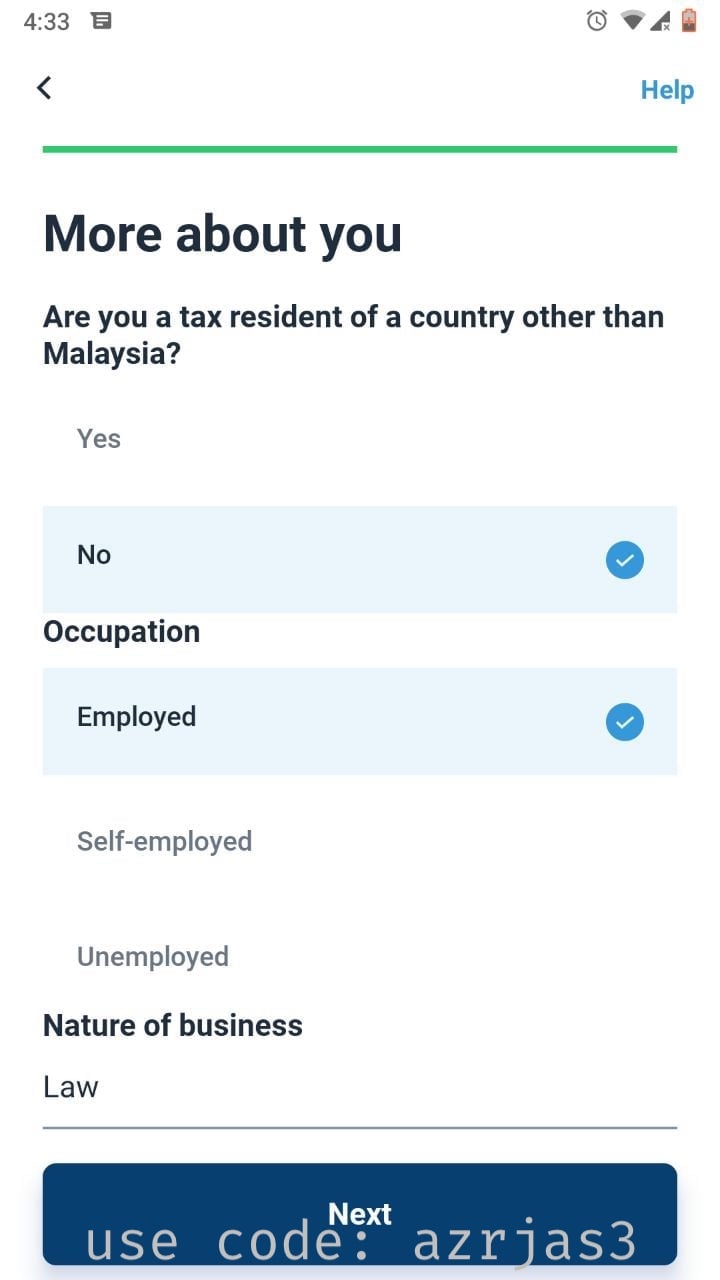 4:33
Help
More about you
Are you a tax resident of a country other than
Malaysia?
Yes
No
Occupation
Employed
Self-employed
Unemployed
Nature of business
Law
Next
use code: azrjas3